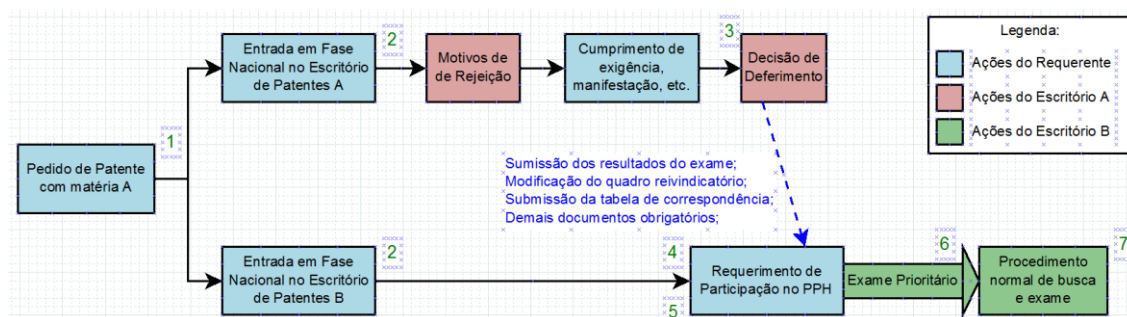 Entrada em Fase
Nacional no Escritório
de Patentes A
2
Motivos de
de Rejeição
Cumprimento de
exigência,
manifestação, etc.
3
Decisão de
Deferimento
Legenda:
Ações do Requerente
Ações do Escritório A
Ações do Escritório B
1
Pedido de Patente
com matéria A
Sumissão dos resultados do exame;
Modificação do quadro reivindicatório;
Submissão da tabela de correspondência;
Demais documentos obrigatórios;
Entrada em Fase
Nacional no Escritório
de Patentes B
2
4
5
Requerimento de
Participação no PPH
6
Exame Prioritário
7
Procedimento
normal de busca
e exame